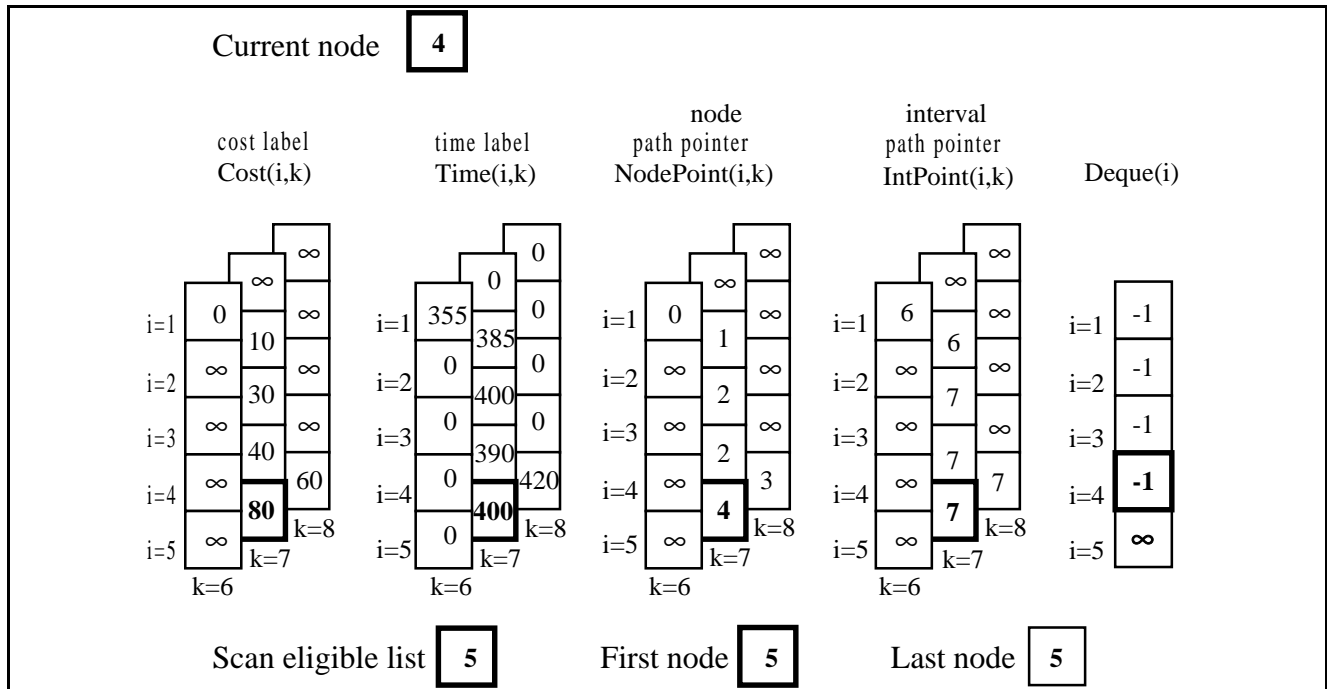 Current node 4
node interval
cost label time label path pointer path pointer
Cost(i,k) Time(i,k) NodePoint(i,k) IntPoint(i,k) Deque(i)
∞ 0 ∞ ∞
∞ 0 ∞ ∞
i=1 0 ∞ i=1 355 0 i=1 0 ∞ i=1 6 ∞ i=1 -1
10 385 1 6
i=2 ∞ ∞ i=2 0 0 i=2 ∞ ∞ i=2 ∞ ∞ i=2 -1
30 400 2 7
i=3 ∞ ∞ i=3 0 0 i=3 ∞ ∞ i=3 ∞ ∞ i=3 -1
40 390 2 7
i=4 ∞ 60 i=4 0 420 i=4 ∞ 3 i=4 ∞ 7 i=4 -1
80 400 4 7
k=8 k=8 k=8 k=8
i=5 ∞ i=5 0 i=5 ∞ i=5 ∞ i=5 ∞
k=7 k=7 k=7 k=7
k=6 k=6 k=6 k=6
Scan eligible list 5 First node 5 Last node 5